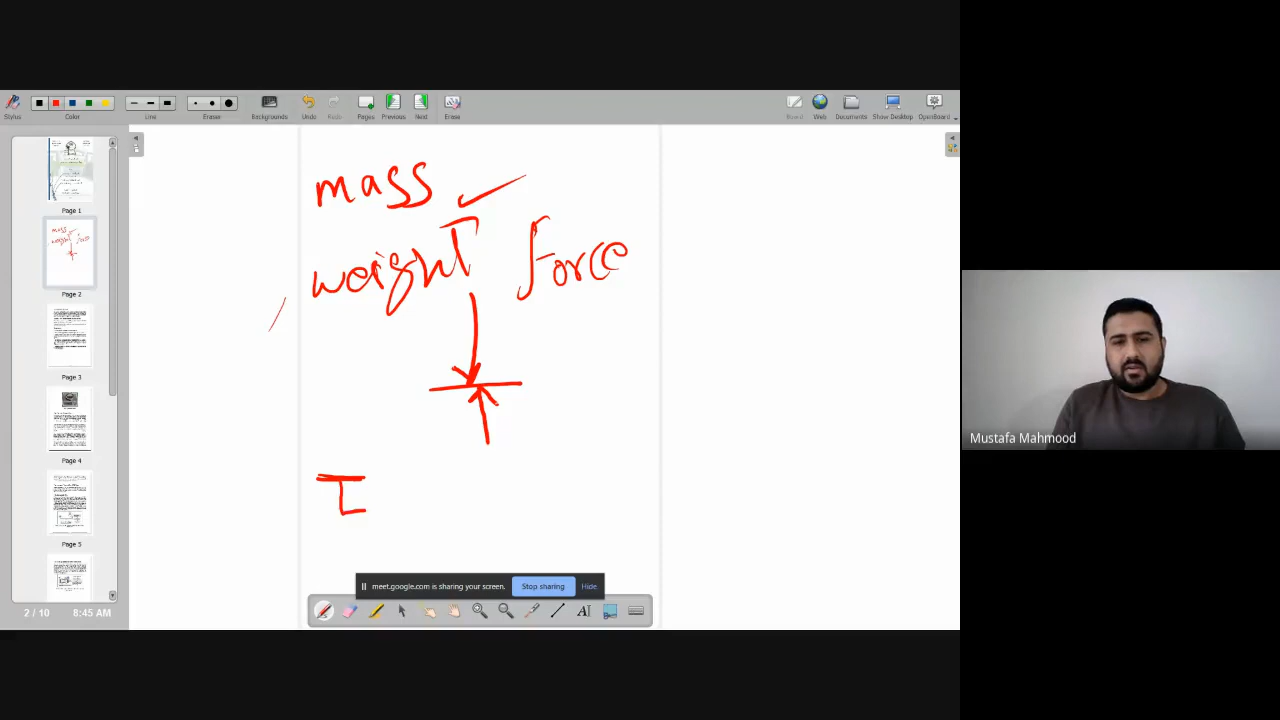 Stylus
Color
Line
Eraser
Backgrounds
Undo
Redo
Pages
Previous
Next
Erase
Board
Web
Documents
Show Desktop
OpenBoard
Page 1
Page 2
Page 3
Page 4
Page 5
2 / 10 8:45 AM
mass
weight force
I
meet.google.com is sharing your screen. Stop sharing Hide
AI
Mustafa Mahmood